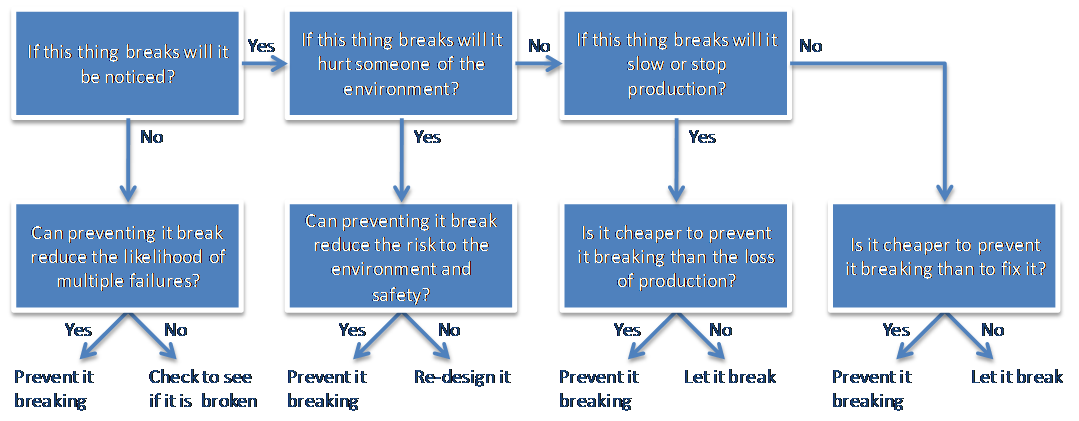 If this thing breaks will it
be noticed?
Yes
If this thing breaks will it
hurt someone of the
environment?
No
If this thing breaks will it
slow or stop
production?
No
No
Yes
Yes
Can preventing it break
reduce the likelihood of
multiple failures?
Can preventing it break
reduce the risk to the
environment and
safety?
Is it cheaper to prevent
it breaking than the loss
of production?
Is it cheaper to prevent
it breaking than to fix it?
Yes
No
Yes
No
Yes
No
Yes
No
Prevent it
breaking
Check to see
if it is broken
Prevent it
breaking
Re-design it
Prevent it
breaking
Let it break
Prevent it
breaking
Let it break